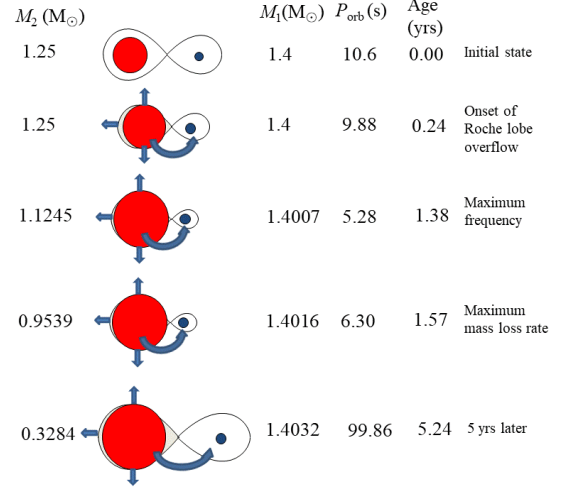 M₂ (M☉) M₁(M☉) Pₒᵣᵦ (s) Age
(yrs)
1.25 1.4 10.6 0.00 Initial state
1.25 1.4 9.88 0.24 Onset of
Roche lobe
overflow
1.1245 1.4007 5.28 1.38 Maximum
frequency
0.9539 1.4016 6.30 1.57 Maximum
mass loss rate
0.3284 1.4032 99.86 5.24 5 yrs later